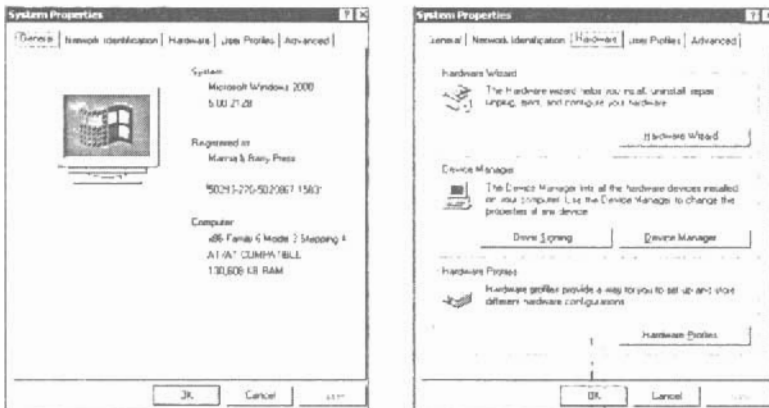 System Properties
General | Network Identification | Hardware | User Profiles | Advanced
System:
Microsoft Windows 2000
5.00.2128
Registered to:
& Barry Press
Computer:
x86 Family 6 Model 3 Stepping 4
AT/AT COMPATIBLE
130,608 KB RAM
OK
Cancel
System Properties
General | Network Identification | Hardware | User Profiles | Advanced
Hardware Wizard
The Hardware wizard helps you install, uninstall, repair,
unplug, eject, and configure your hardware.
Hardware Wizard
Device Manager
The Device Manager lists all the hardware devices installed
on your computer. Use the Device Manager to change the
properties of any device.
Driver Signing
Device Manager
Hardware Profiles
Hardware profiles provide a way for you to set up and store
different hardware configurations.
Hardware Profiles
OK
Cancel